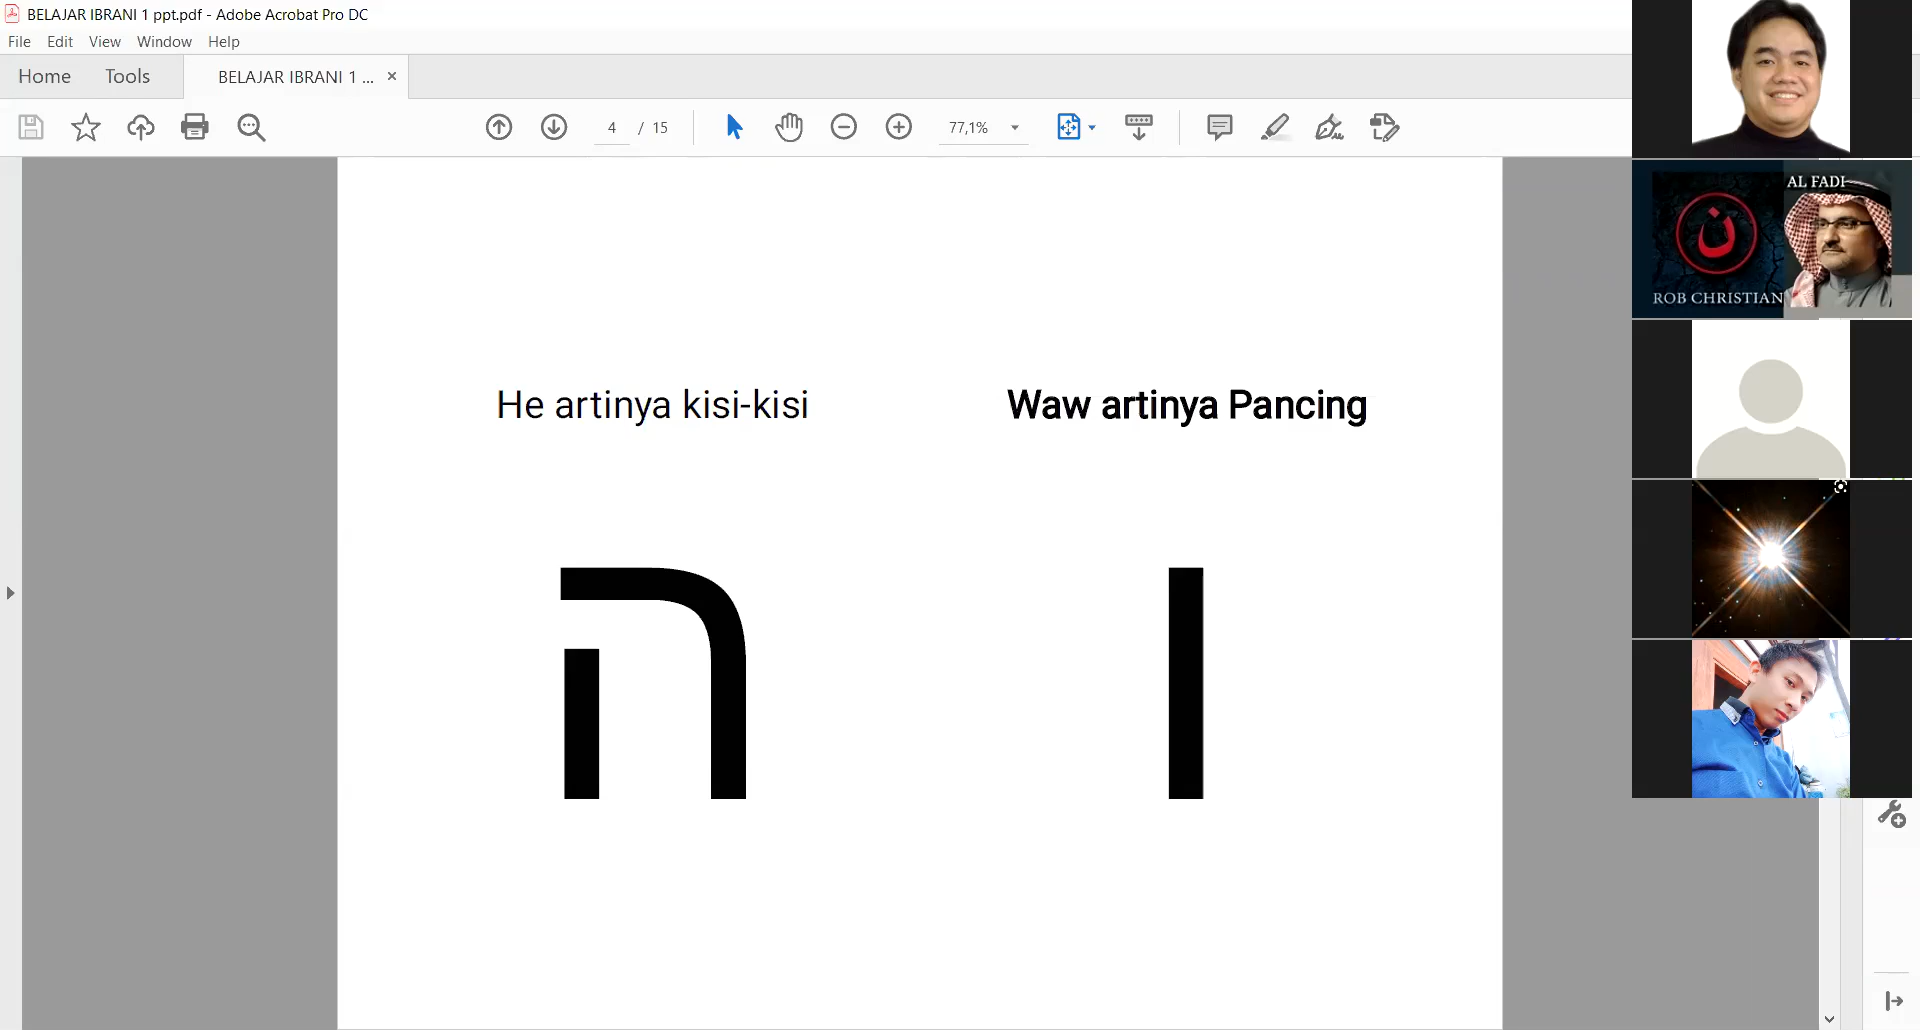 BELAJAR IBRANI 1 ppt.pdf - Adobe Acrobat Pro DC
File Edit View Window Help
Home Tools BELAJAR IBRANI 1 ... ×
4 / 15 77,1%
He artinya kisi-kisi Waw artinya Pancing
ה ו
AL FADI
ن
ROB CHRISTIAN